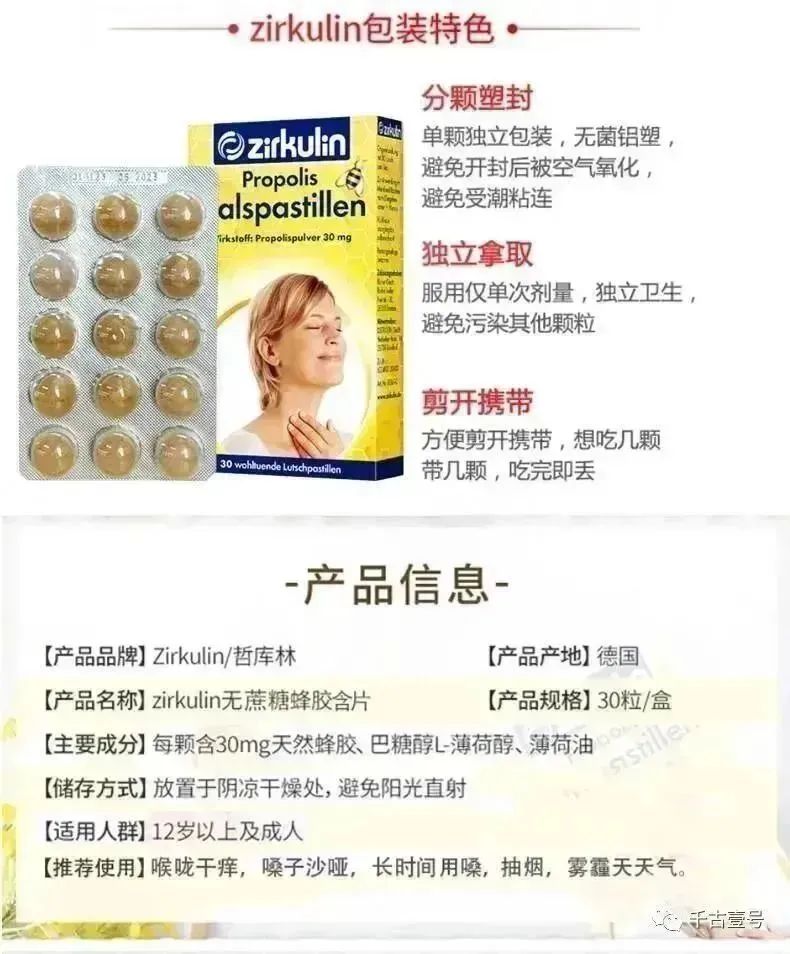 zirkulin包装特色
分颗塑封
单颗独立包装，无菌铝塑，
避免开封后被空气氧化，
避免受潮粘连
独立拿取
服用仅单次剂量，独立卫生，
避免污染其他颗粒
剪开携带
方便剪开携带，想吃几颗
带几颗，吃完即丢
05 2023
zirkulin
Propolis
alspastillen
irkstoff: Propolispulver 30 mg
30 wohltuende Lutschpastillen
zirkulin
-产品信息-
【产品品牌】Zirkulin/哲库林
【产品产地】德国
【产品名称】zirkulin无蔗糖蜂胶含片
【产品规格】30粒/盒
【主要成分】每颗含30mg天然蜂胶、巴糖醇L-薄荷醇、薄荷油
【储存方式】放置于阴凉干燥处，避免阳光直射
【适用人群】12岁以上及成人
【推荐使用】喉咙干痒，嗓子沙哑，长时间用嗓，抽烟，雾霾天天气。
千古壹号